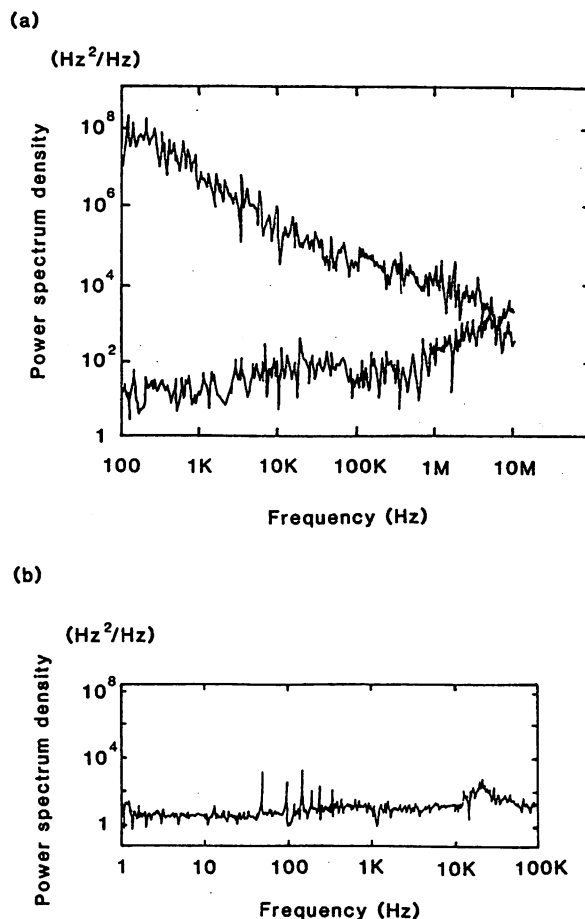 (a)
(Hz²/Hz)
Power spectrum density
10⁸
10⁶
10⁴
10²
1
100 1K 10K 100K 1M 10M
Frequency (Hz)
(b)
(Hz²/Hz)
Power spectrum density
10⁸
10⁴
1
1 10 100 1K 10K 100K
Frequency (Hz)